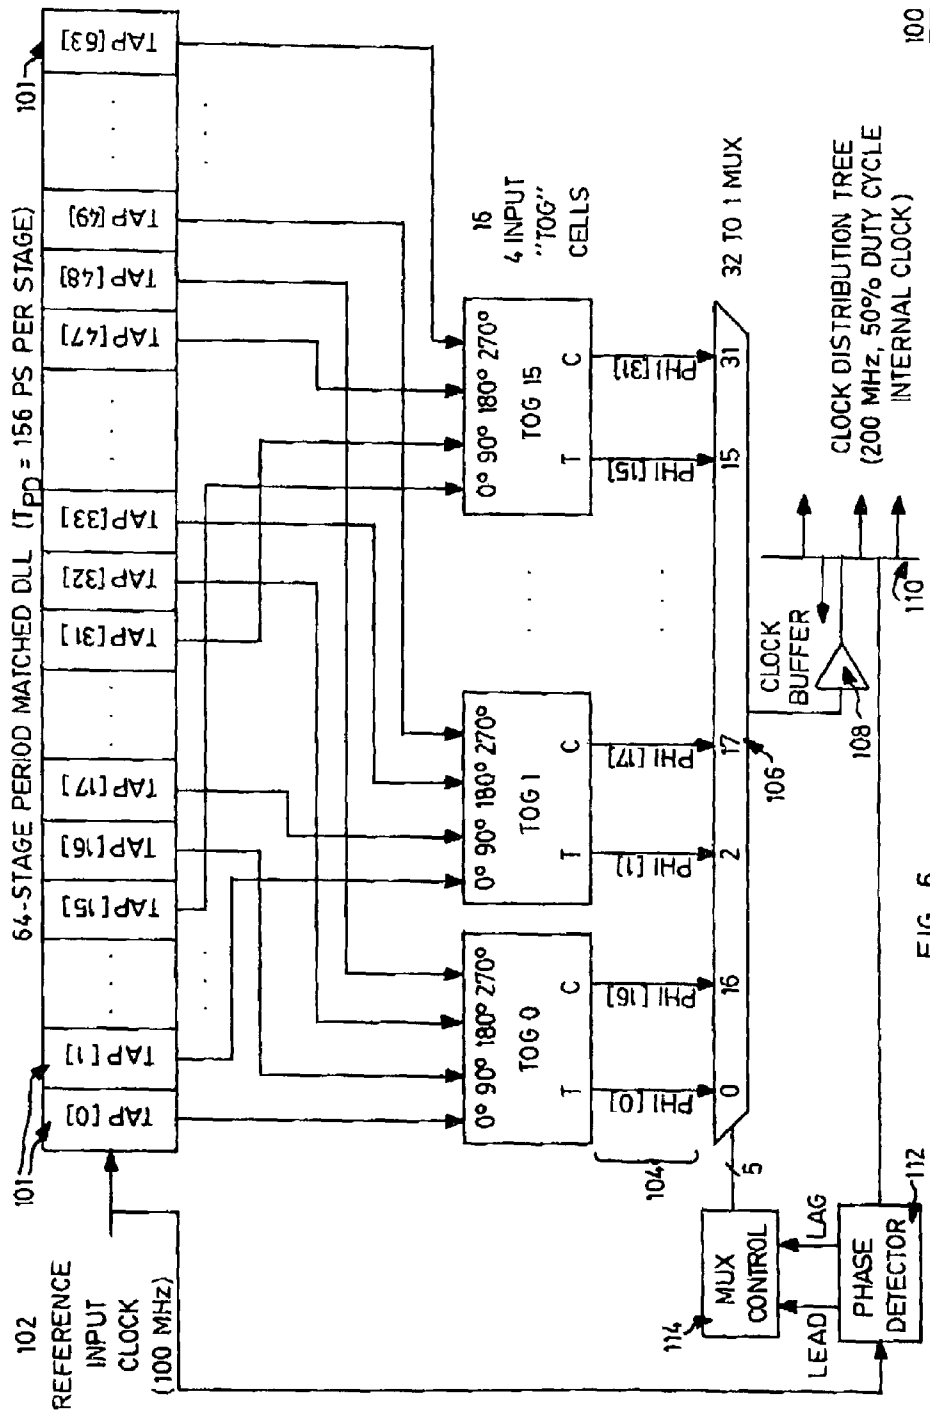 64-STAGE PERIOD MATCHED DLL (TPD = 156 PS PER STAGE)
101
101
102
REFERENCE
INPUT
CLOCK
(100 MHz)
TAP[0]
TAP[1]
. . .
TAP[15]
TAP[16]
TAP[17]
. . .
TAP[31]
TAP[32]
TAP[33]
. . .
TAP[47]
TAP[48]
TAP[49]
. . .
TAP[63]
16
4 INPUT
"TOG"
CELLS
0° 90° 180° 270°
TOG 0
T C
0° 90° 180° 270°
TOG 1
T C
0° 90° 180° 270°
TOG 15
T C
104
PHI[0]
PHI[16]
PHI[1]
PHI[17]
PHI[15]
PHI[31]
0 16 2 17 15 31
32 TO 1 MUX
5
106
MUX
CONTROL
114
LEAD
LAG
PHASE
DETECTOR
112
CLOCK
BUFFER
108
110
CLOCK DISTRIBUTION TREE
(200 MHz, 50% DUTY CYCLE
INTERNAL CLOCK)
100
FIG. 6